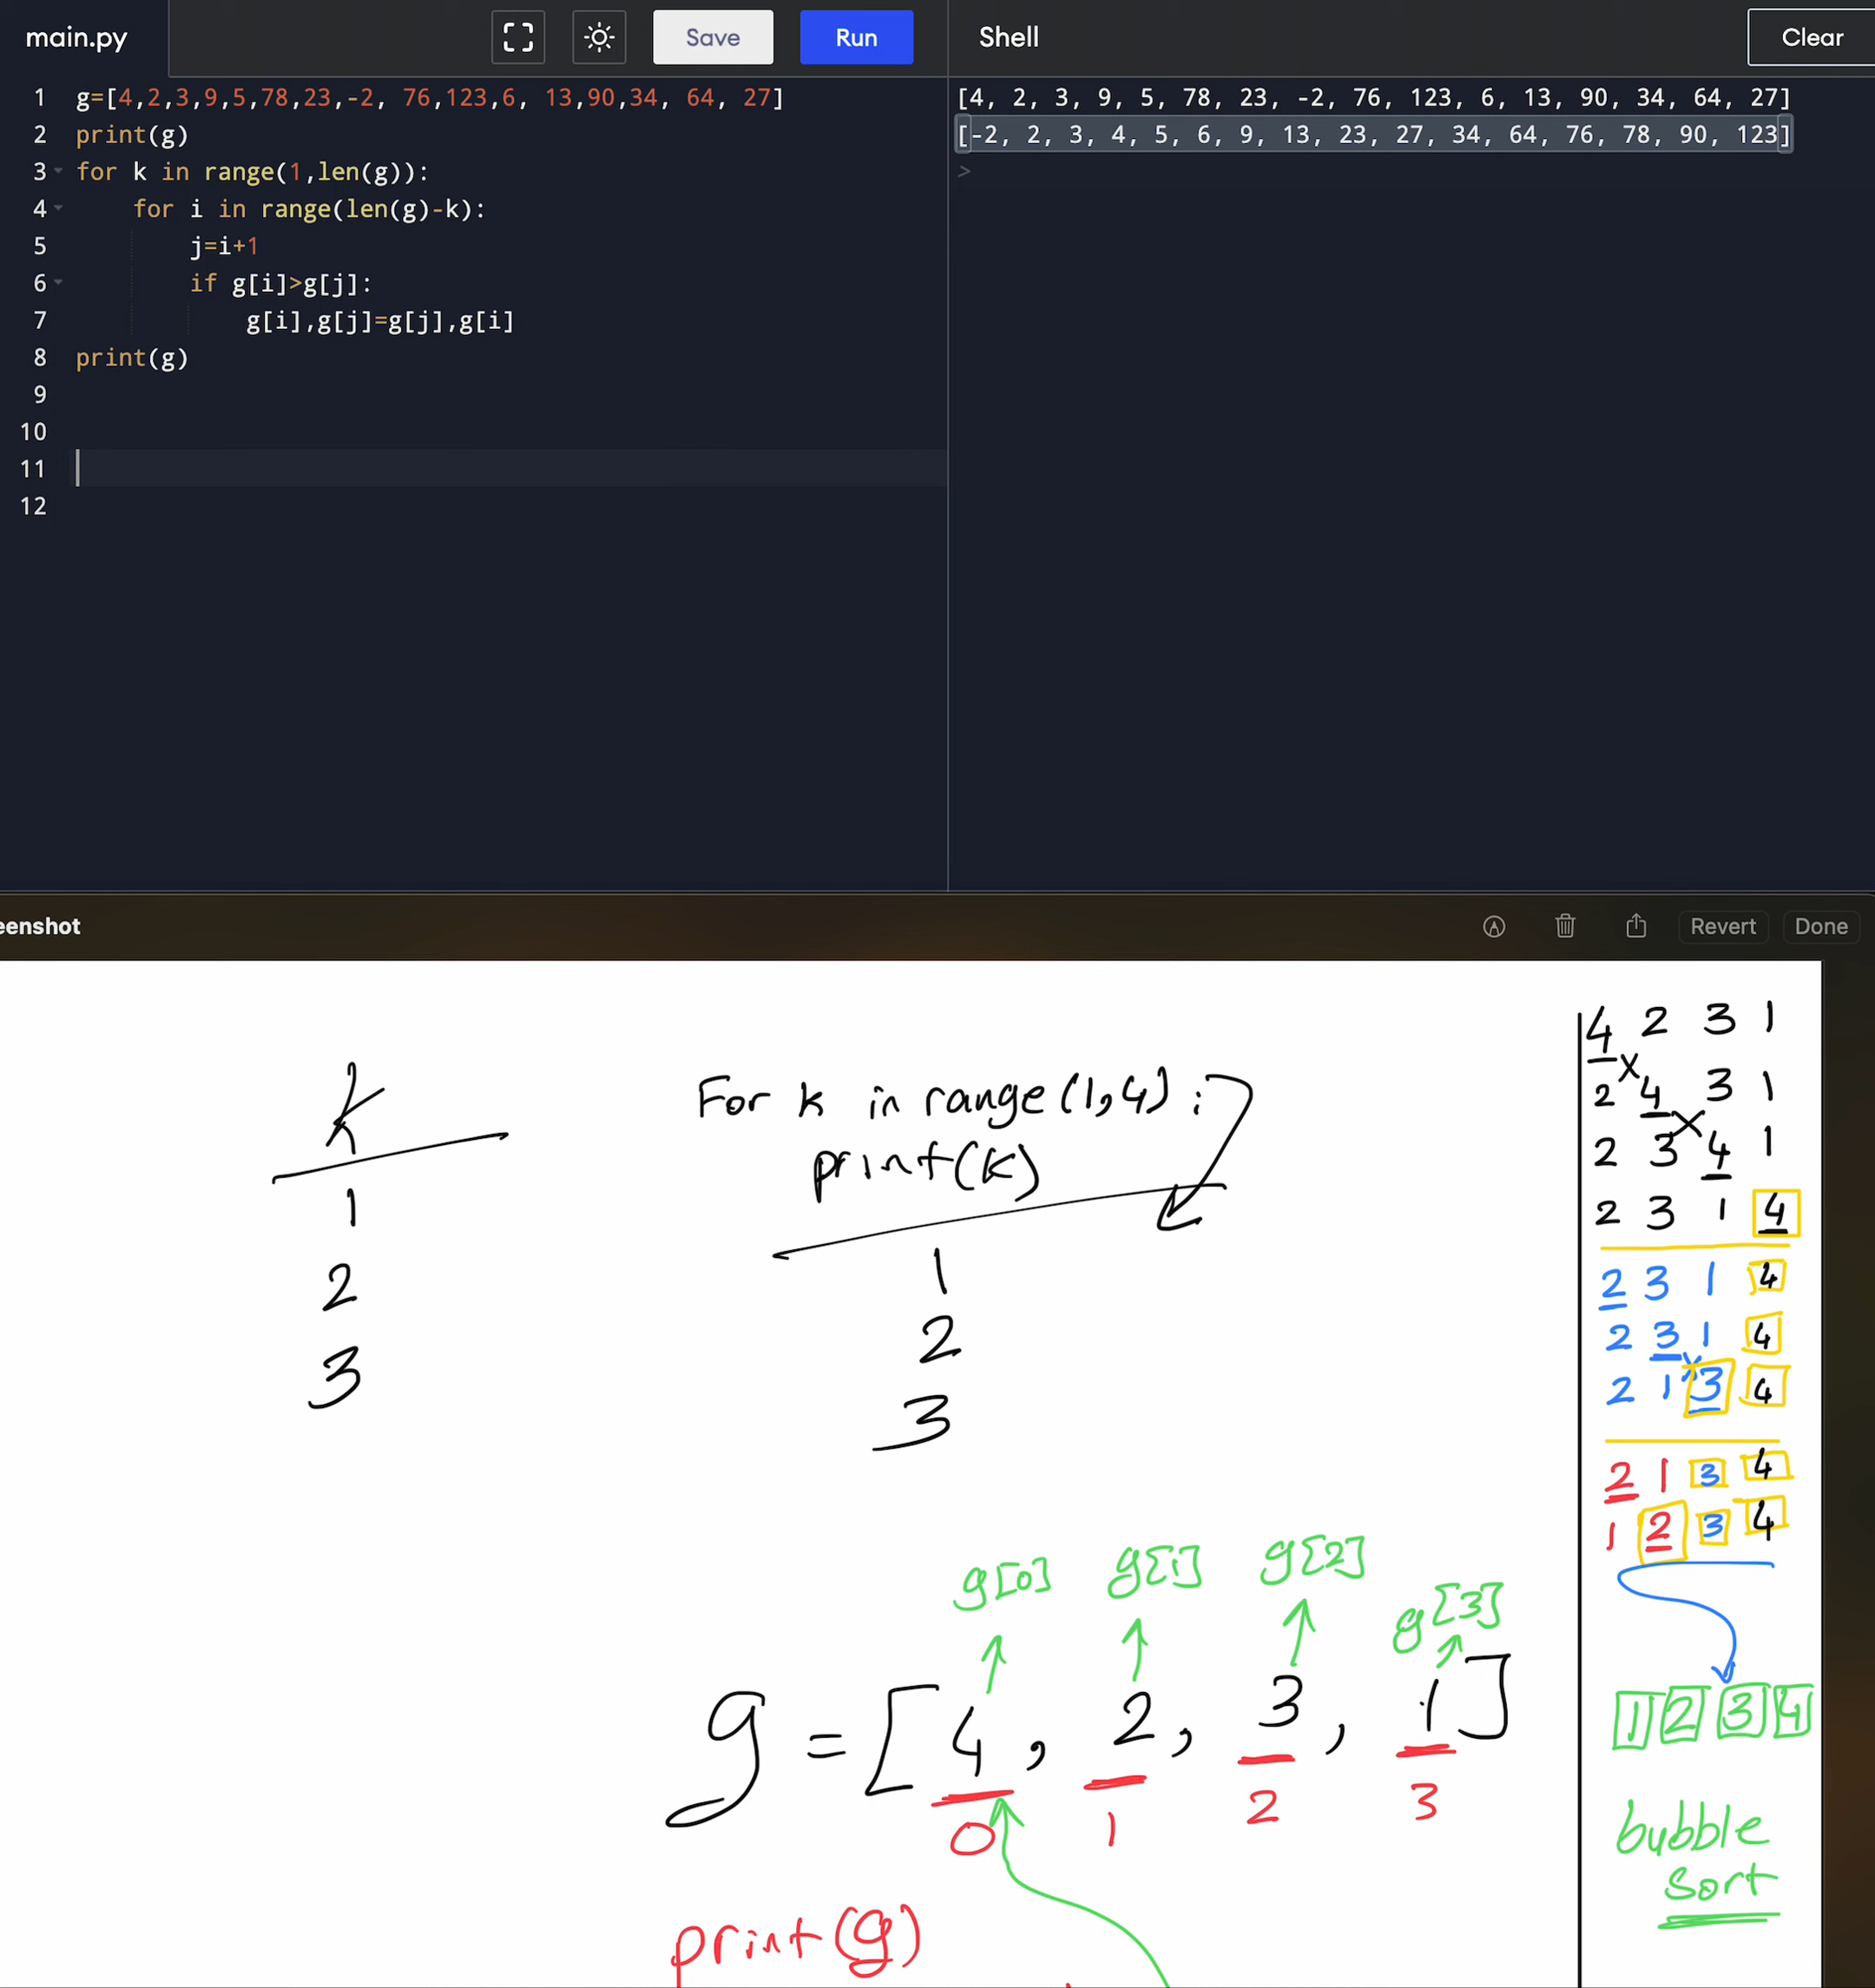 main.py
Save
Run
Shell
Clear
1 g=[4,2,3,9,5,78,23,-2, 76,123,6, 13,90,34, 64, 27]
2 print(g)
3 for k in range(1,len(g)):
4 for i in range(len(g)-k):
5 j=i+1
6 if g[i]>g[j]:
7 g[i],g[j]=g[j],g[i]
8 print(g)
9
10
11
12
[4, 2, 3, 9, 5, 78, 23, -2, 76, 123, 6, 13, 90, 34, 64, 27]
[-2, 2, 3, 4, 5, 6, 9, 13, 23, 27, 34, 64, 76, 78, 90, 123]
>
eenshot
Revert
Done
k
1
2
3
For k in range(1,4):
print(k)
1
2
3
g[0] g[1] g[2] g[3]
g = [4, 2, 3, 1]
0 1 2 3
print(g)
4 2 3 1
2 4 3 1
2 3 4 1
2 3 1 4
2 3 1 4
2 3 1 4
2 1 3 4
2 1 3 4
1 2 3 4
1 2 3 4
bubble
sort